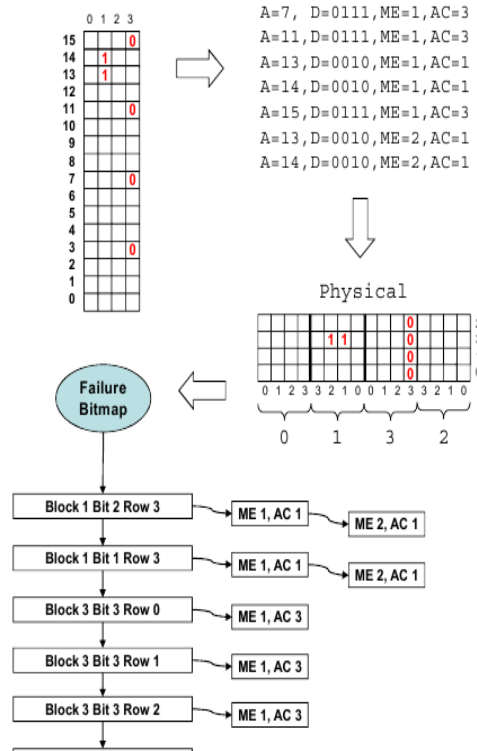 0 1 2 3
15 0
14 1
13 1
12
11 0
10
9
8
7 0
6
5
4
3 0
2
1
0
A=7, D=0111,ME=1,AC=3
A=11,D=0111,ME=1,AC=3
A=13,D=0010,ME=1,AC=1
A=14,D=0010,ME=1,AC=1
A=15,D=0111,ME=1,AC=3
A=13,D=0010,ME=2,AC=1
A=14,D=0010,ME=2,AC=1
Physical
0
1 1 0
0
0
0 1 2 3 3 2 1 0 0 1 2 3 3 2 1 0
0 1 3 2
Failure
Bitmap
Block 1 Bit 2 Row 3 ME 1, AC 1 ME 2, AC 1
Block 1 Bit 1 Row 3 ME 1, AC 1 ME 2, AC 1
Block 3 Bit 3 Row 0 ME 1, AC 3
Block 3 Bit 3 Row 1 ME 1, AC 3
Block 3 Bit 3 Row 2 ME 1, AC 3